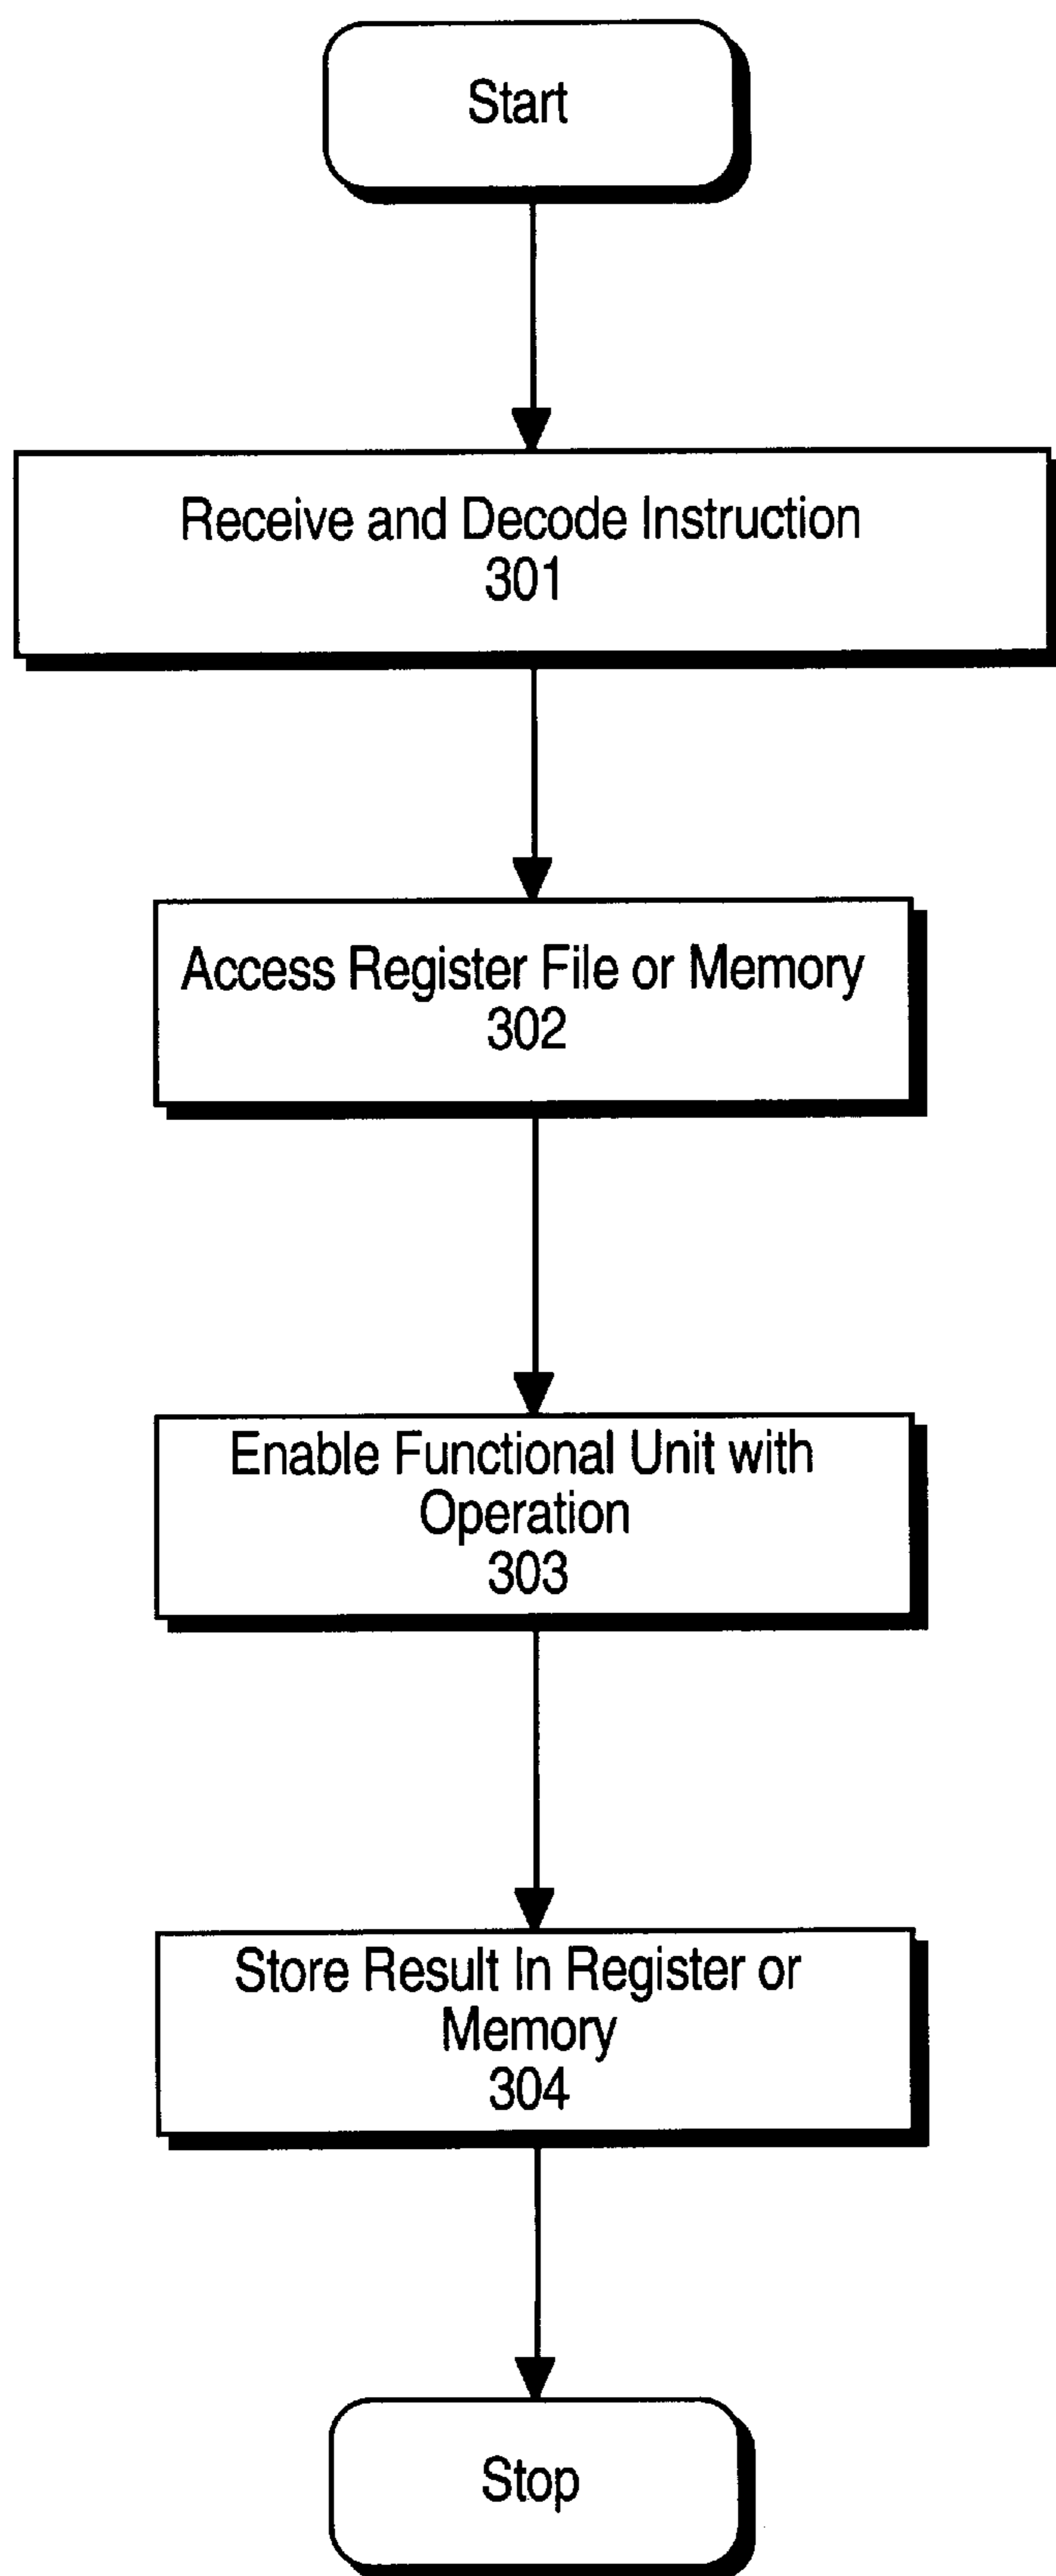 Start
Receive and Decode Instruction
301
Access Register File or Memory
302
Enable Functional Unit with
Operation
303
Store Result In Register or
Memory
304
Stop